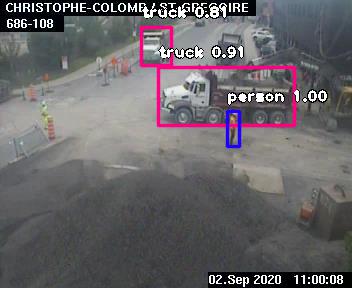 CHRISTOPHE-COLOMB / ST-GREGOIRE
686-108
truck 0.81
truck 0.91
person 1.00
02.Sep 2020 11:00:08